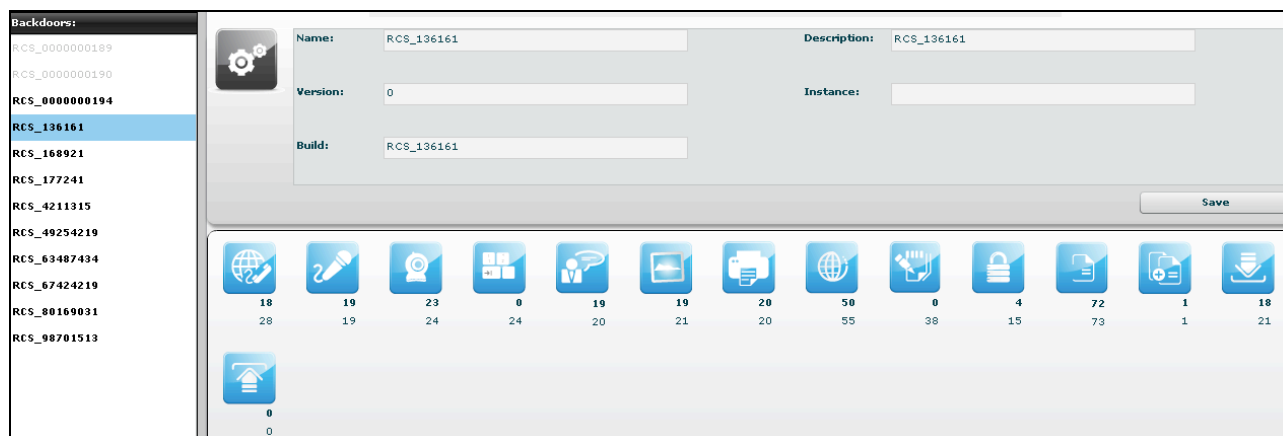 Backdoors:
RCS_0000000189
RCS_0000000190
RCS_0000000194
RCS_136161
RCS_168921
RCS_177241
RCS_4211315
RCS_49254219
RCS_63487434
RCS_67424219
RCS_80169031
RCS_98701513
Name: RCS_136161 Description: RCS_136161
Version: 0 Instance:
Build: RCS_136161
Save
18 19 23 0 19 19 20 50 0 4 72 1 18
28 19 24 24 20 21 20 55 38 15 73 1 21
0
0